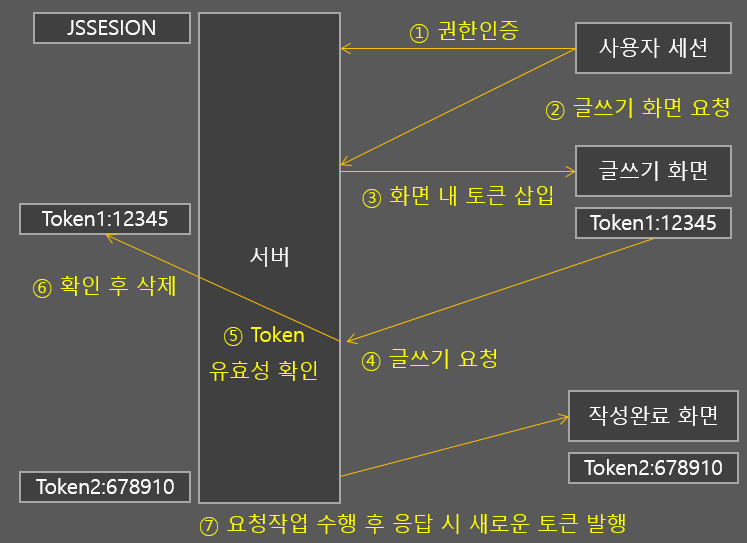 JSSESION
① 권한인증
사용자 세션
② 글쓰기 화면 요청
글쓰기 화면
③ 화면 내 토큰 삽입
Token1:12345
Token1:12345
서버
⑥ 확인 후 삭제
⑤ Token
유효성 확인
④ 글쓰기 요청
작성완료 화면
Token2:678910
Token2:678910
⑦ 요청작업 수행 후 응답 시 새로운 토큰 발행